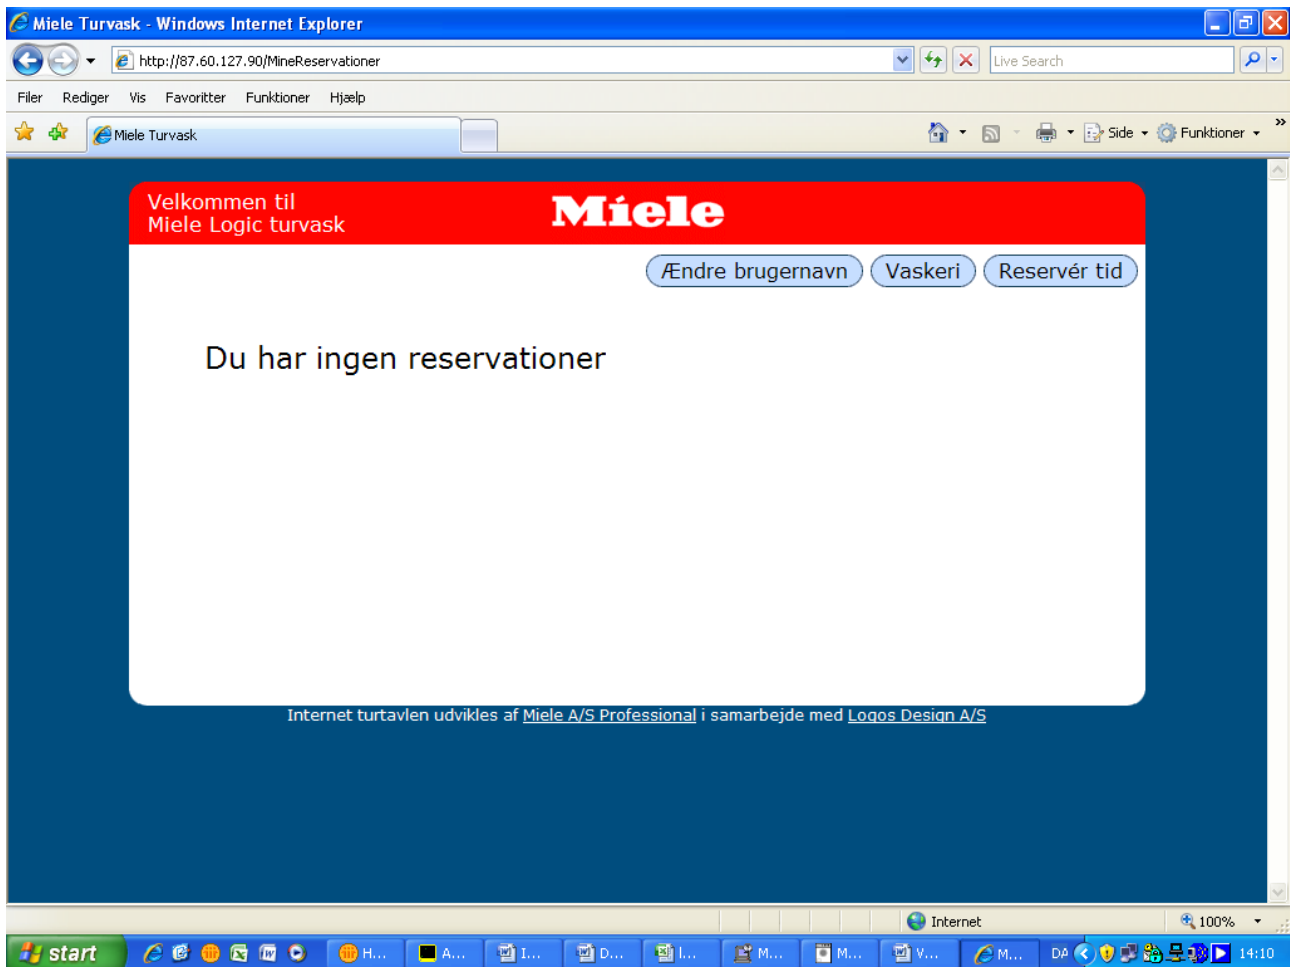 Miele Turvask - Windows Internet Explorer
http://87.60.127.90/MineReservationer
Live Search
Filer Rediger Vis Favoritter Funktioner Hjælp
Miele Turvask
Side Funktioner »
Velkommen til
Miele Logic turvask
Miele
Ændre brugernavn Vaskeri Reservér tid
Du har ingen reservationer
Internet turtavlen udvikles af Miele A/S Professional i samarbejde med Logos Design A/S
Internet 100%
start H... A... I... D... M... M... V... M... DA 14:10